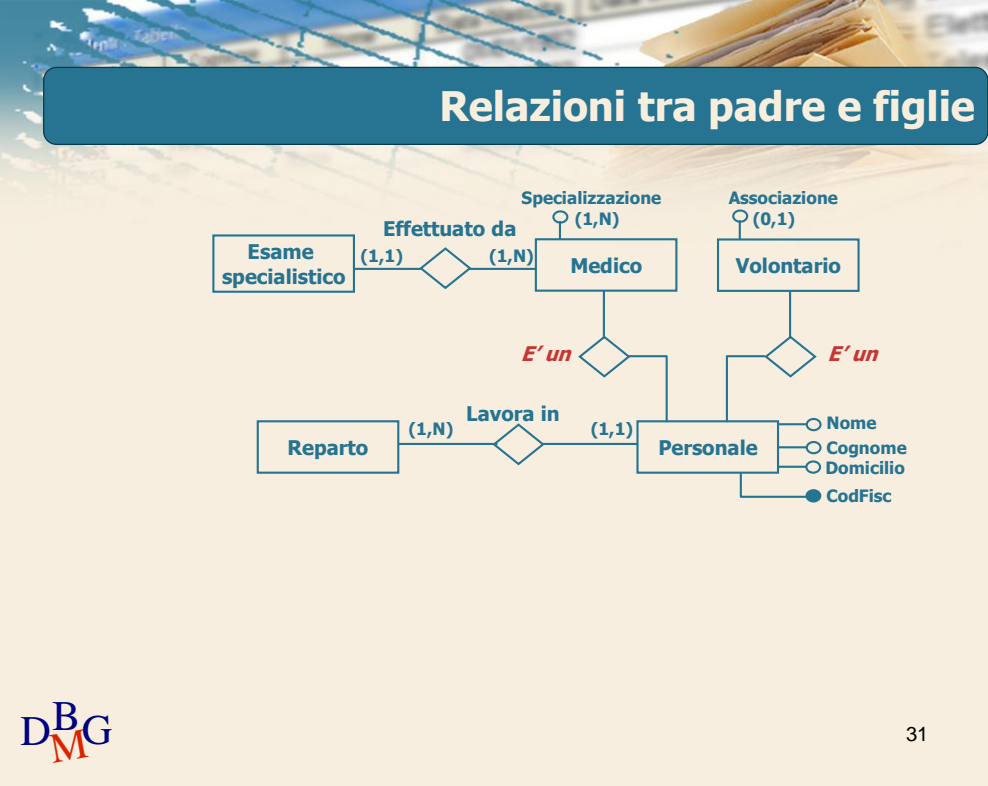 Relazioni tra padre e figlie
Specializzazione
(1,N)
Associazione
(0,1)
Effettuato da
Esame
specialistico
(1,1)
(1,N)
Medico
Volontario
E' un
E' un
Lavora in
Reparto
(1,N)
(1,1)
Personale
Nome
Cognome
Domicilio
CodFisc
DBMG
31